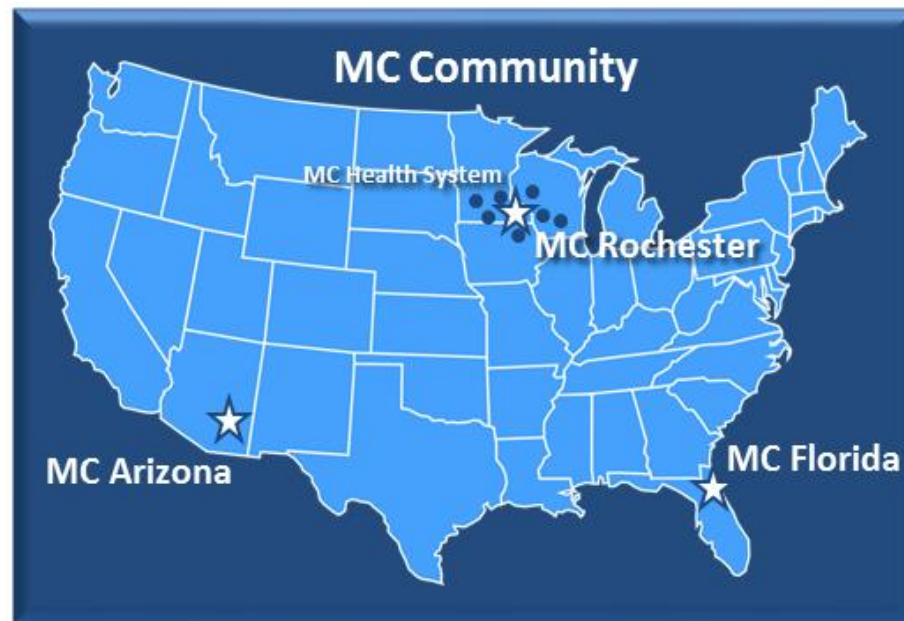 MC Community
MC Health System
MC Rochester
MC Arizona
MC Florida